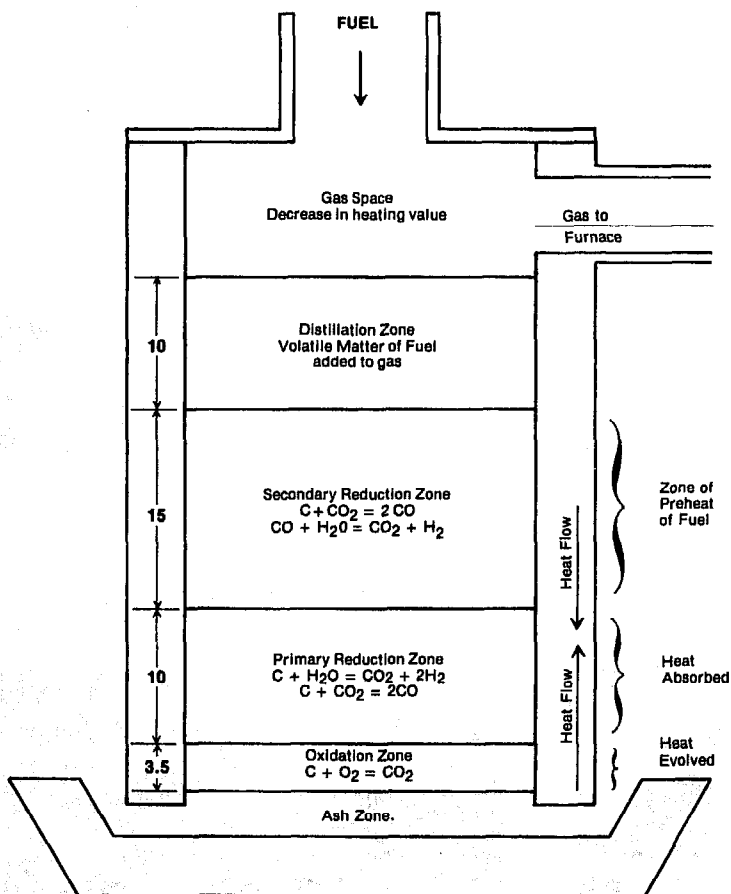 FUEL
Gas Space
Decrease in heating value
Gas to
Furnace
10
Distillation Zone
Volatile Matter of Fuel
added to gas
15
Secondary Reduction Zone
C + CO₂ = 2 CO
CO + H₂O = CO₂ + H₂
Heat Flow
Zone of
Preheat
of Fuel
10
Primary Reduction Zone
C + H₂O = CO₂ + 2H₂
C + CO₂ = 2CO
Heat Flow
Heat
Absorbed
3.5
Oxidation Zone
C + O₂ = CO₂
Heat
Evolved
Ash Zone.